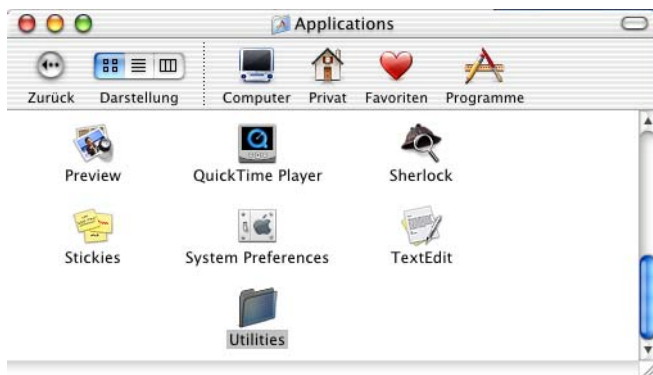 Applications
Zurück Darstellung Computer Privat Favoriten Programme
Preview QuickTime Player Sherlock
Stickies System Preferences TextEdit
Utilities